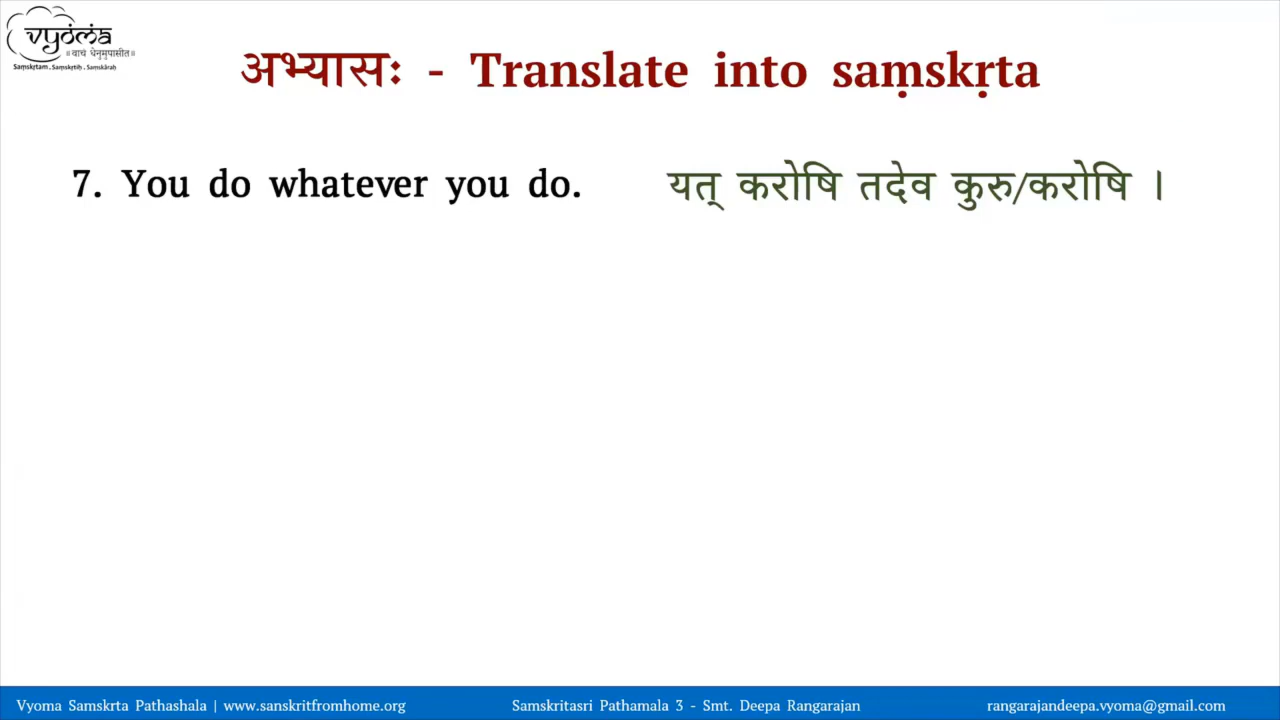 vyoma
॥ वाचं धेनुमुपासीत ॥
Saṃskṛtam . Saṃskṛtiḥ . Saṃskāraḥ
अभ्यासः - Translate into saṃskṛta
7. You do whatever you do. यत् करोषि तदेव कुरु/करोषि ।
Vyoma Samskrta Pathashala | www.sanskritfromhome.org Samskritasri Pathamala 3 - Smt. Deepa Rangarajan rangarajandeepa.vyoma@gmail.com